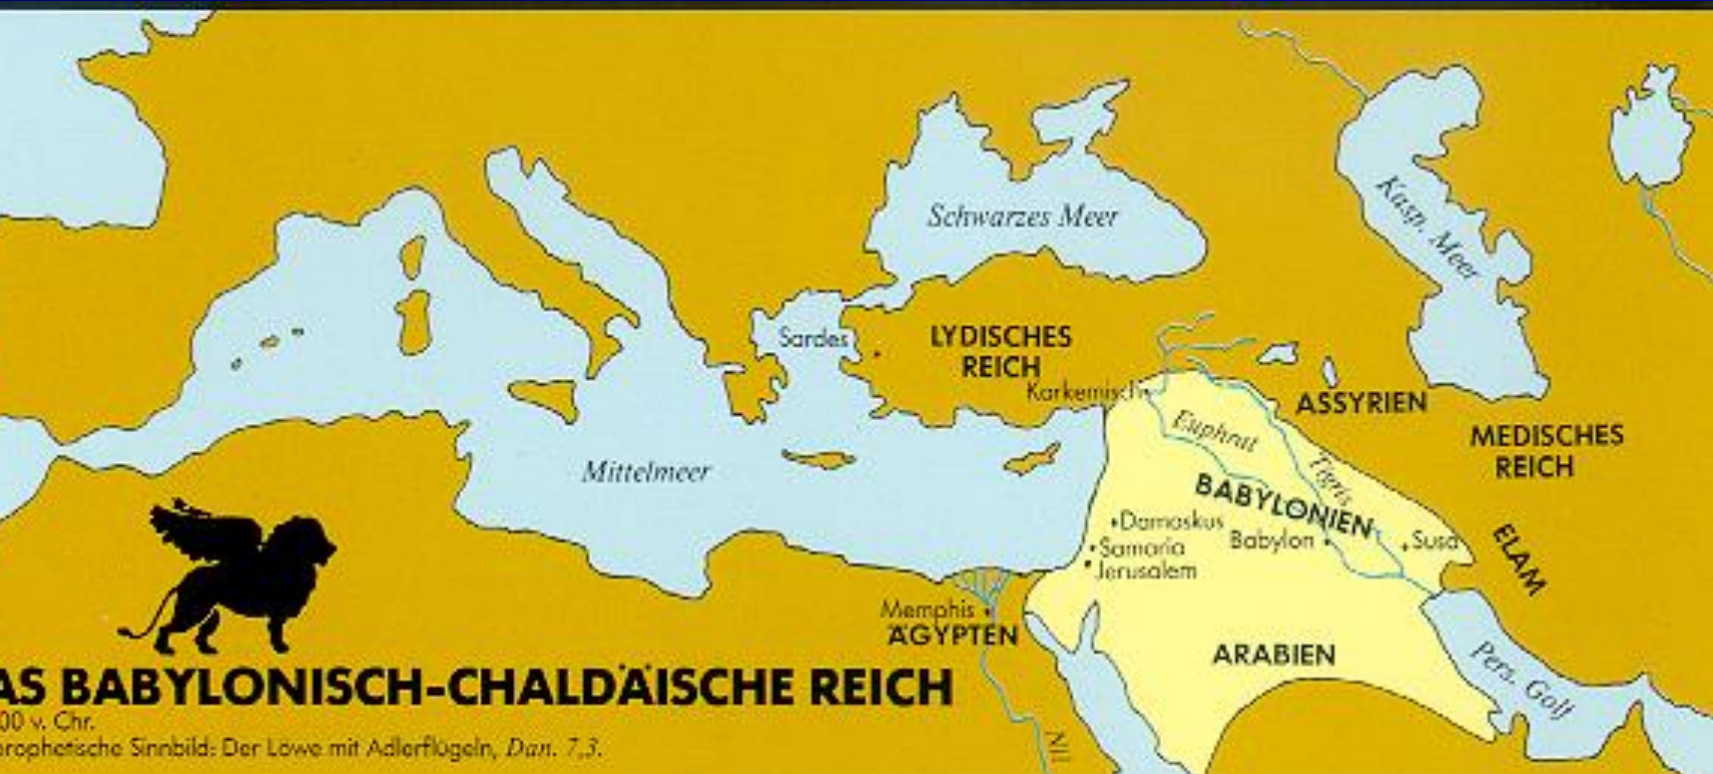 Schwarzes Meer
Kasp. Meer
Sardes
LYDISCHES
REICH
Karkemisch
ASSYRIEN
MEDISCHES
REICH
Euphrat
Tigris
Mittelmeer
BABYLONIEN
Damaskus
Babylon
Susa
Samaria
ELAM
Jerusalem
Memphis
ÄGYPTEN
ARABIEN
Pers. Golf
Nil
AS BABYLONISCH-CHALDÄISCHE REICH
00 v. Chr.
prophetische Sinnbild: Der Löwe mit Adlerflügeln, Dan. 7,3.